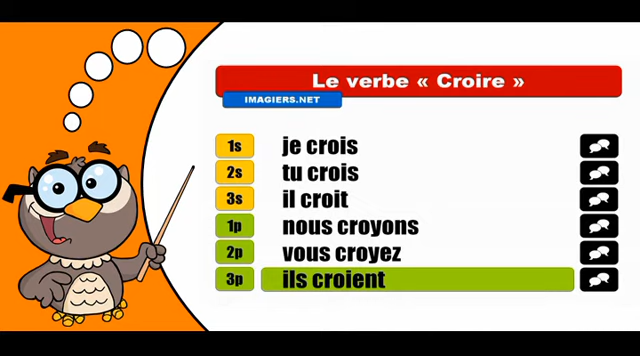 Le verbe « Croire »
IMAGIERS.NET
1s je crois
2s tu crois
3s il croit
1p nous croyons
2p vous croyez
3p ils croient